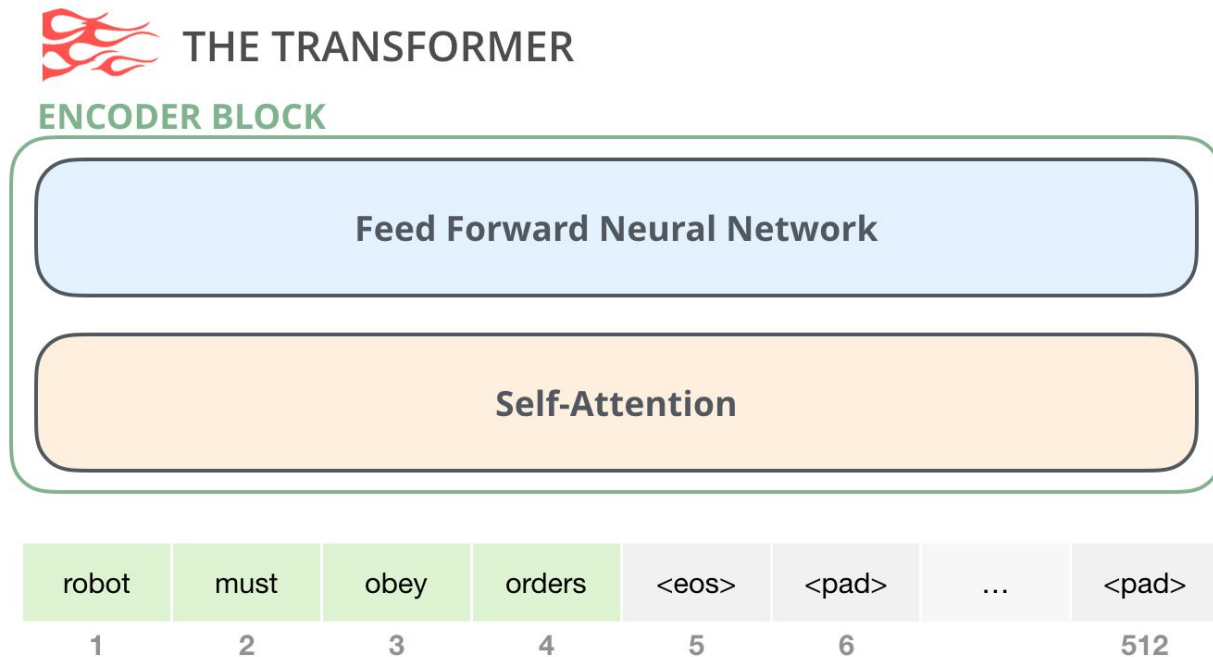 THE TRANSFORMER
ENCODER BLOCK
Feed Forward Neural Network
Self-Attention
robot must obey orders <eos> <pad> ... <pad>
1 2 3 4 5 6 512